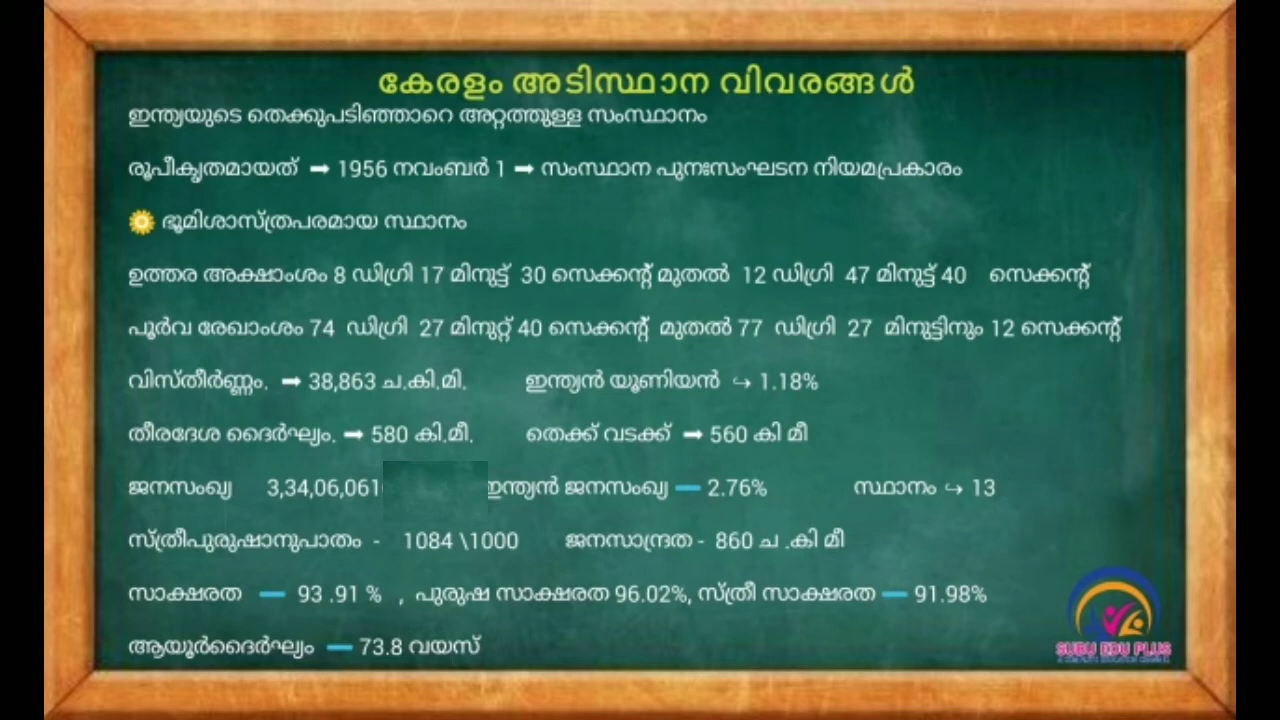 കേരളം അടിസ്ഥാന വിവരങ്ങൾ
ഇന്ത്യയുടെ തെക്കുപടിഞ്ഞാറെ അറ്റത്തുള്ള സംസ്ഥാനം
രൂപീകൃതമായത് ➡ 1956 നവംബർ 1 ➡ സംസ്ഥാന പുനഃസംഘടന നിയമപ്രകാരം
🌼 ഭൂമിശാസ്ത്രപരമായ സ്ഥാനം
ഉത്തര അക്ഷാംശം 8 ഡിഗ്രി 17 മിനുട്ട് 30 സെക്കന്റ് മുതൽ 12 ഡിഗ്രി 47 മിനുട്ട് 40 സെക്കന്റ്
പൂർവ രേഖാംശം 74 ഡിഗ്രി 27 മിനുറ്റ് 40 സെക്കന്റ് മുതൽ 77 ഡിഗ്രി 27 മിനുട്ടിനും 12 സെക്കന്റ്
വിസ്തീർണ്ണം. ➡ 38,863 ച.കി.മി. ഇന്ത്യൻ യൂണിയൻ ↪ 1.18%
തീരദേശ ദൈർഘ്യം. ➡ 580 കി.മീ. തെക്ക് വടക്ക് ➡ 560 കി മീ
ജനസംഖ്യ 3,34,06,061 ഇന്ത്യൻ ജനസംഖ്യ — 2.76% സ്ഥാനം ↪ 13
സ്ത്രീപുരുഷാനുപാതം - 1084 \1000 ജനസാന്ദ്രത - 860 ച .കി മീ
സാക്ഷരത — 93 .91 % , പുരുഷ സാക്ഷരത 96.02%, സ്ത്രീ സാക്ഷരത — 91.98%
ആയൂർദൈർഘ്യം — 73.8 വയസ്
SUBU EDU PLUS